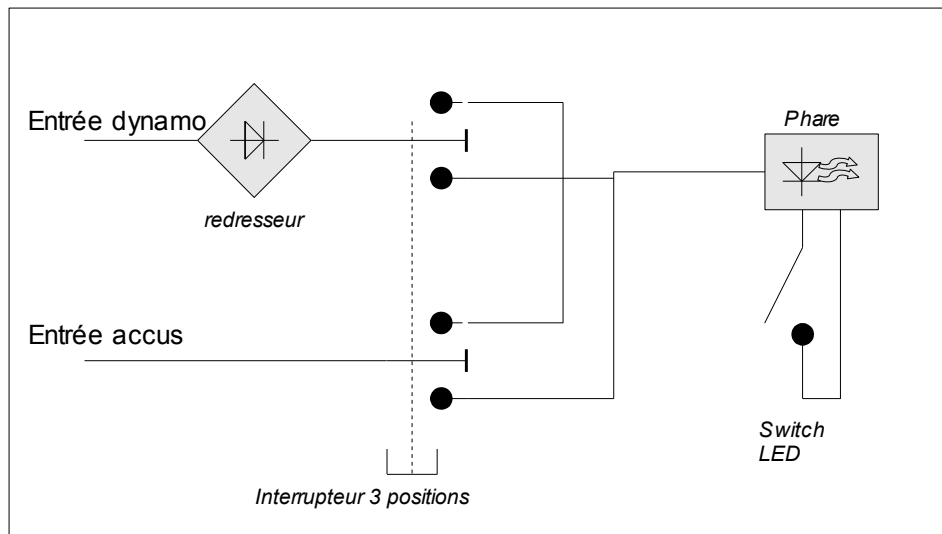 Entrée dynamo
redresseur
Phare
Entrée accus
Switch
LED
Interrupteur 3 positions